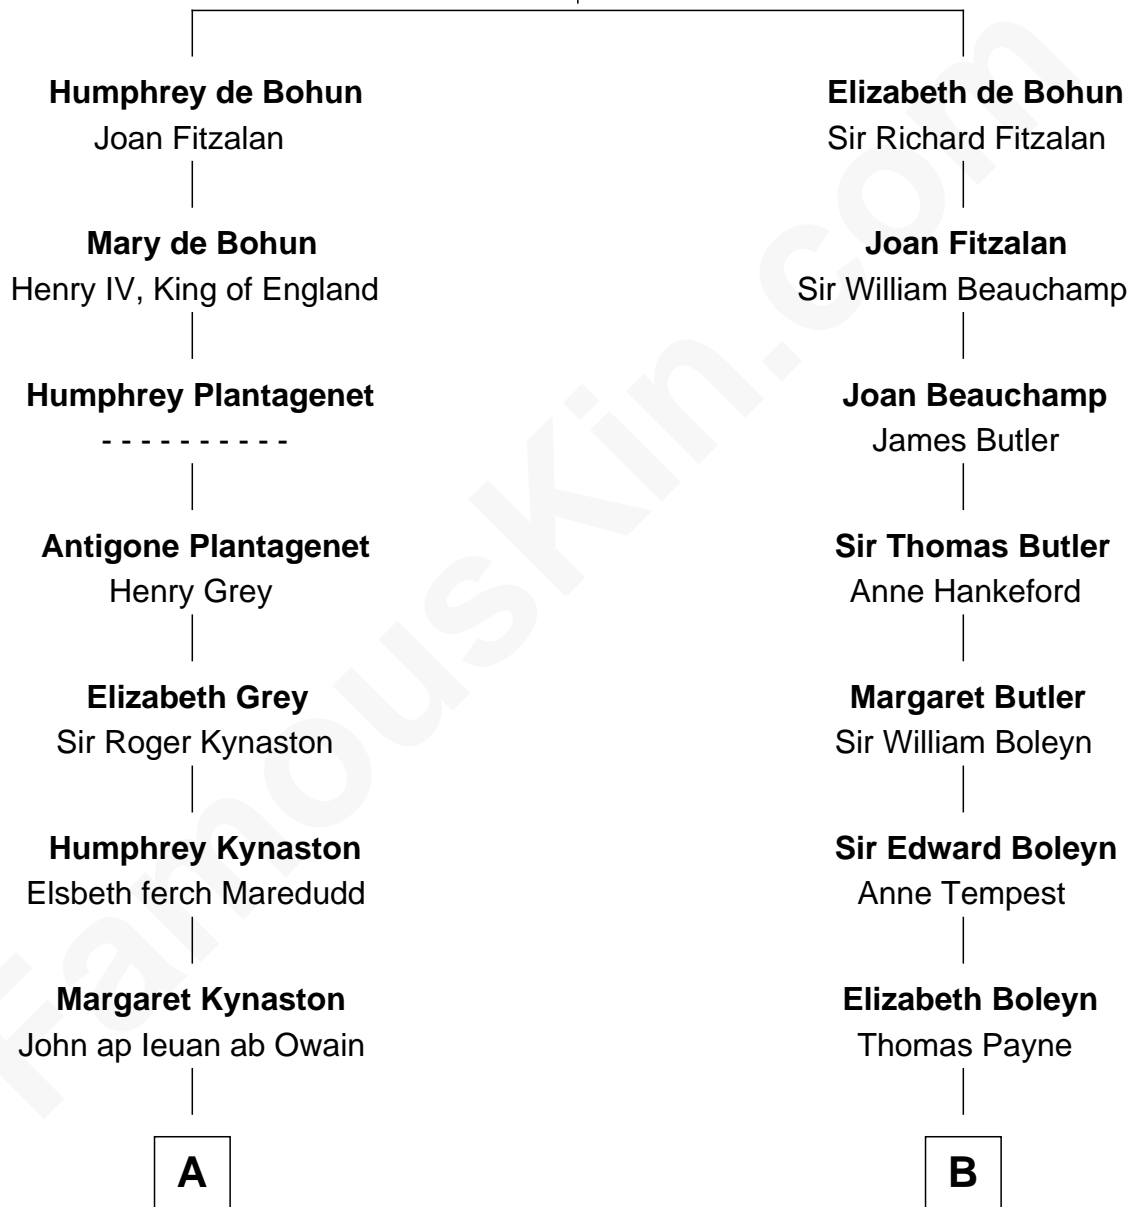 Humphrey de Bohun
Joan Fitzalan
Mary de Bohun
Henry IV, King of England
Humphrey Plantagenet
- - - - - - - - - -
Antigone Plantagenet
Henry Grey
Elizabeth Grey
Sir Roger Kynaston
Humphrey Kynaston
Elsbeth ferch Maredudd
Margaret Kynaston
John ap Ieuan ab Owain
A
Elizabeth de Bohun
Sir Richard Fitzalan
Joan Fitzalan
Sir William Beauchamp
Joan Beauchamp
James Butler
Sir Thomas Butler
Anne Hankeford
Margaret Butler
Sir William Boleyn
Sir Edward Boleyn
Anne Tempest
Elizabeth Boleyn
Thomas Payne
B
FamousKin.com